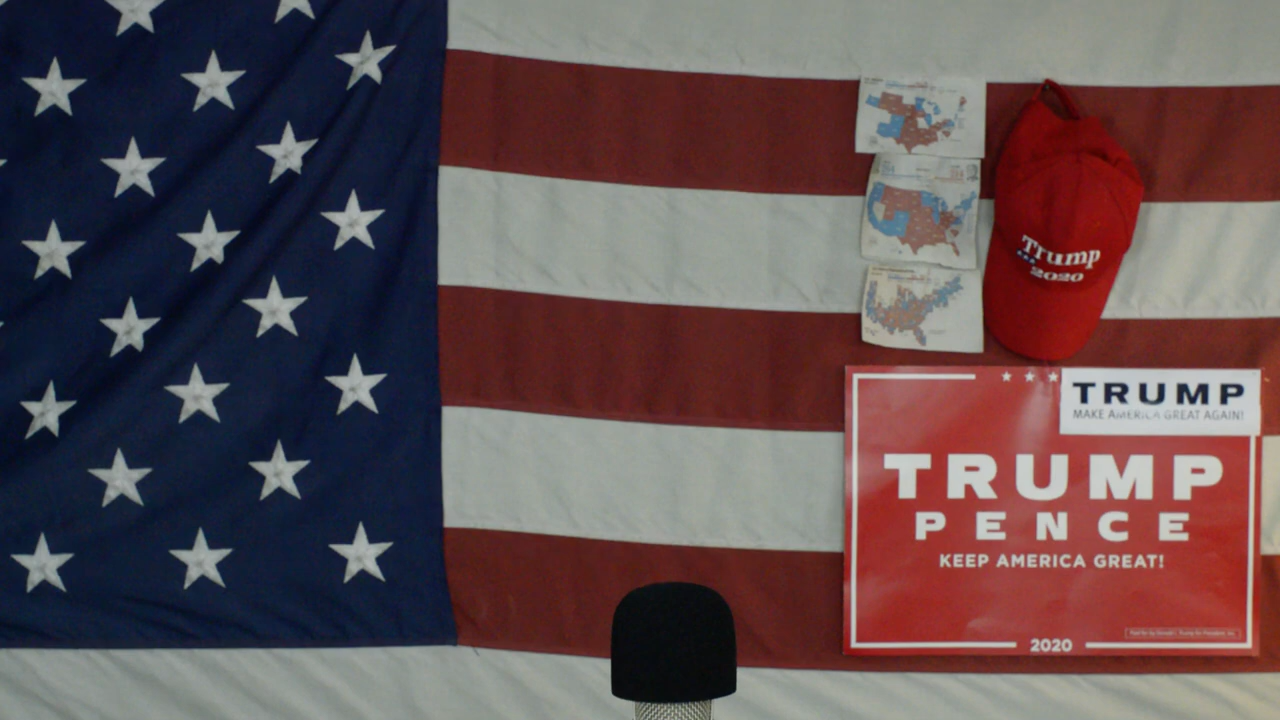 Trump
2020
TRUMP
MAKE AMERICA GREAT AGAIN!
TRUMP
PENCE
KEEP AMERICA GREAT!
2020